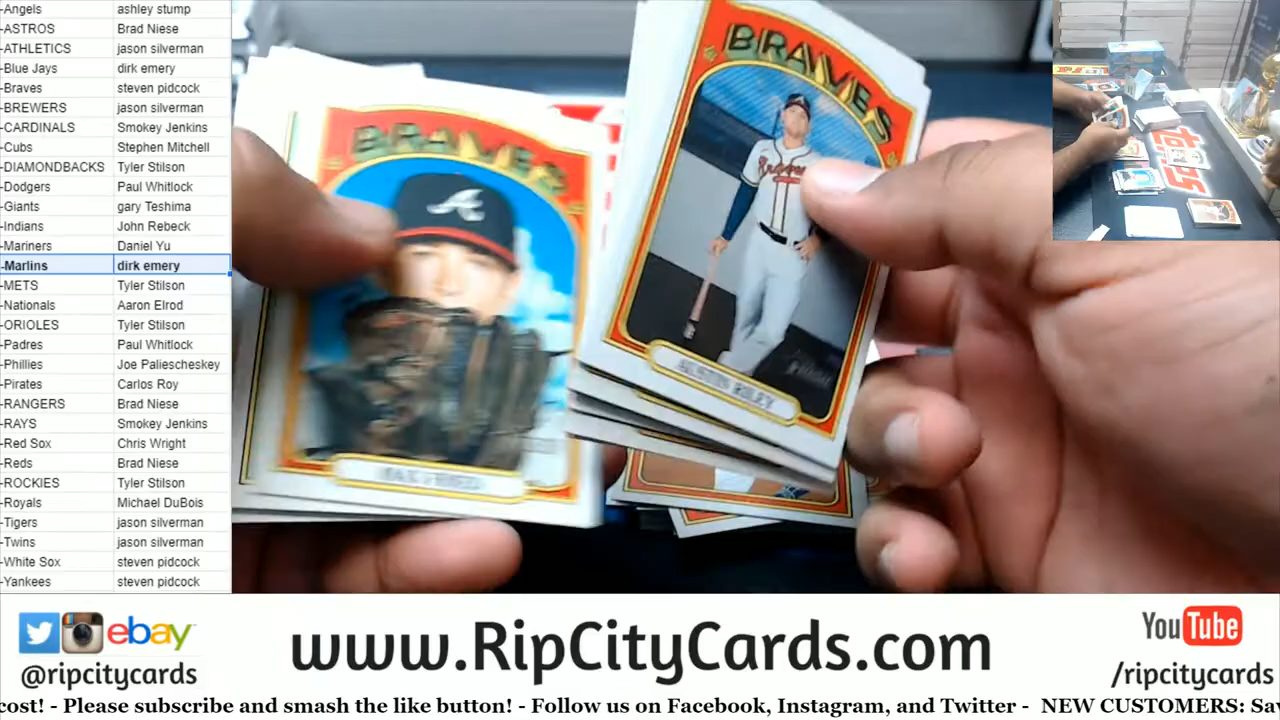 -Angels ashley stump
-ASTROS Brad Niese
-ATHLETICS jason silverman
-Blue Jays dirk emery
-Braves steven pidcock
-BREWERS jason silverman
-CARDINALS Smokey Jenkins
-Cubs Stephen Mitchell
-DIAMONDBACKS Tyler Stilson
-Dodgers Paul Whitlock
-Giants gary Teshima
-Indians John Rebeck
-Mariners Daniel Yu
-Marlins dirk emery
-METS Tyler Stilson
-Nationals Aaron Elrod
-ORIOLES Tyler Stilson
-Padres Paul Whitlock
-Phillies Joe Paliescheskey
-Pirates Carlos Roy
-RANGERS Brad Niese
-RAYS Smokey Jenkins
-Red Sox Chris Wright
-Reds Brad Niese
-ROCKIES Tyler Stilson
-Royals Michael DuBois
-Tigers jason silverman
-Twins jason silverman
-White Sox steven pidcock
-Yankees steven pidcock
BRAVES
A
BRAVES
Braves
AUSTIN RILEY
ebay
@ripcitycards
www.RipCityCards.com
YouTube
/ripcitycards
cost! - Please subscribe and smash the like button! - Follow us on Facebook, Instagram, and Twitter - NEW CUSTOMERS: Sa